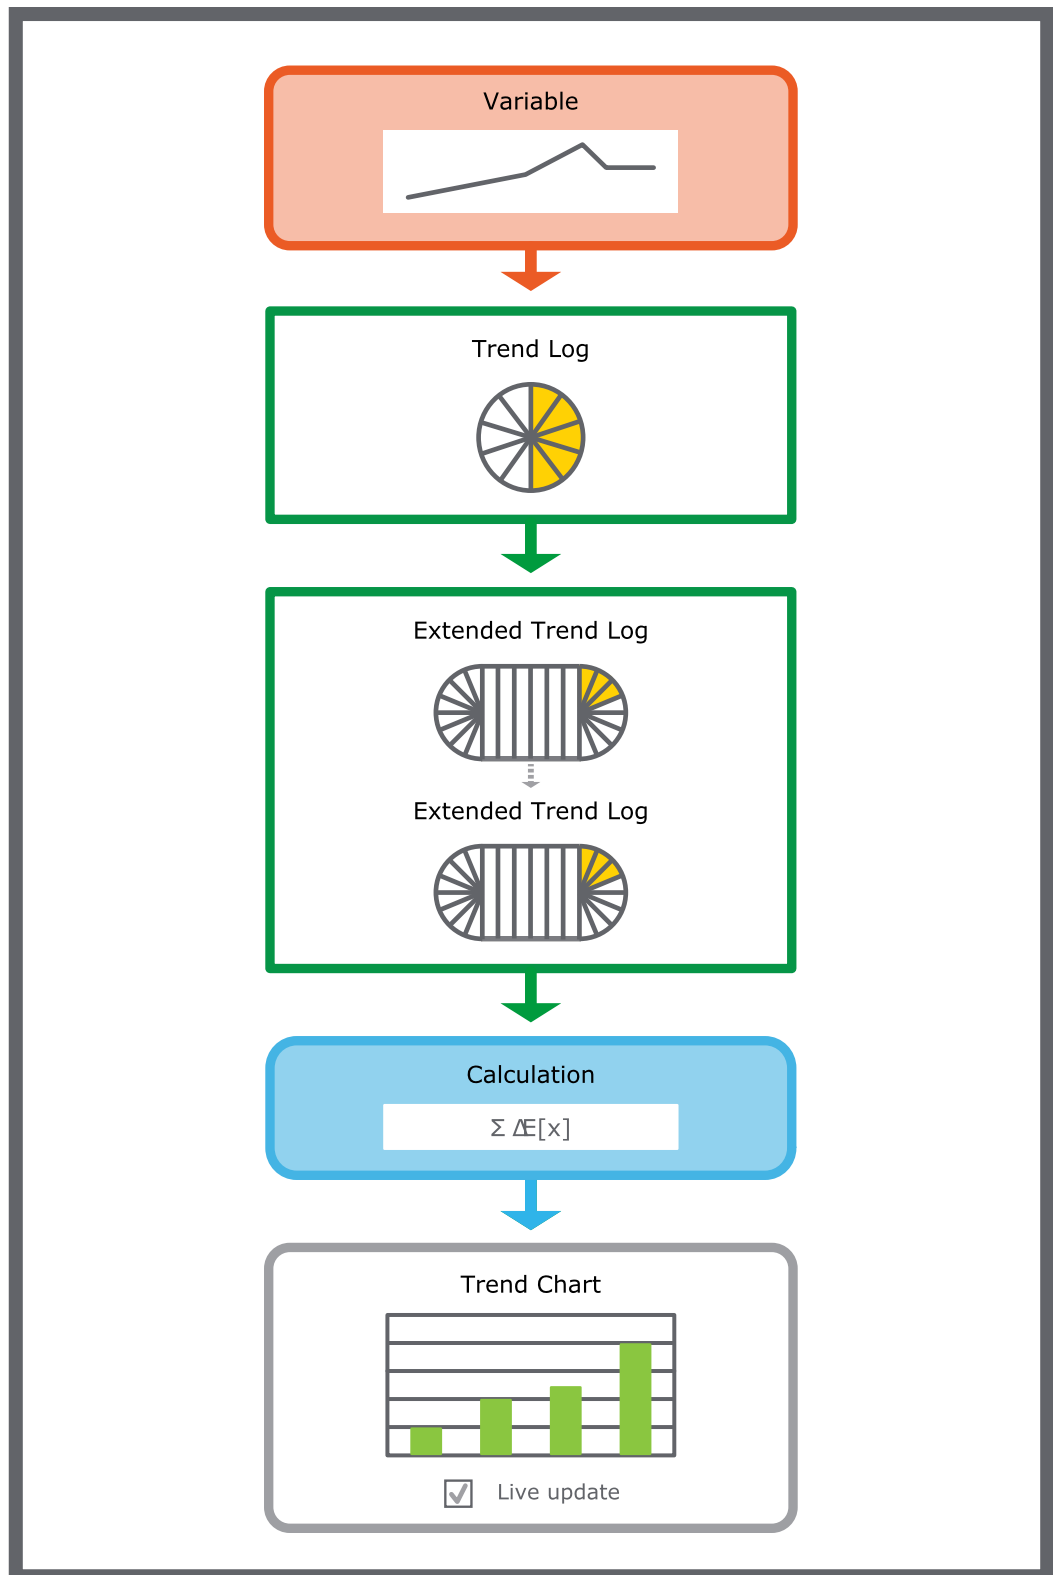 Variable
Trend Log
Extended Trend Log
Extended Trend Log
Calculation
Σ ΔE[x]
Trend Chart
Live update